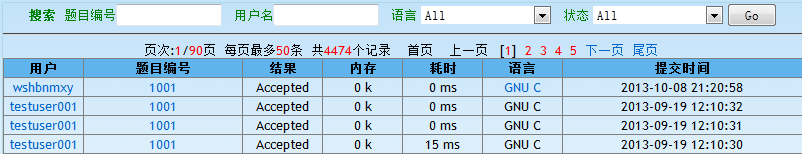 搜索 题目编号 用户名 语言 All 状态 All Go
页次:1/90页 每页最多50条 共4474个记录 首页 上一页 [1] 2 3 4 5 下一页 尾页
用户 题目编号 结果 内存 耗时 语言 提交时间
wshbnmxy 1001 Accepted 0 k 0 ms GNU C 2013-10-08 21:20:58
testuser001 1001 Accepted 0 k 0 ms GNU C 2013-09-19 12:10:32
testuser001 1001 Accepted 0 k 0 ms GNU C 2013-09-19 12:10:31
testuser001 1001 Accepted 0 k 15 ms GNU C 2013-09-19 12:10:30